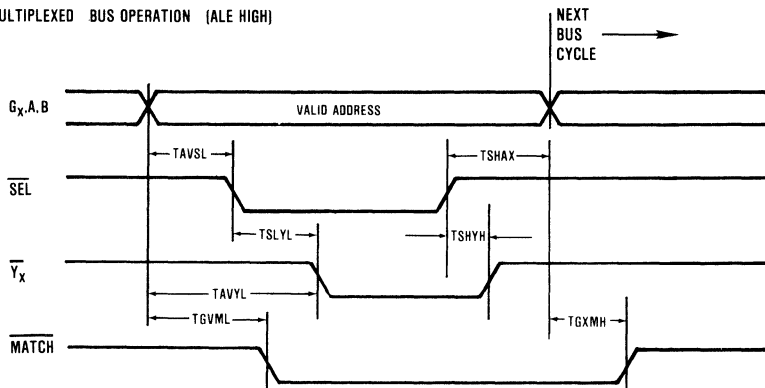 ULTIPLEXED BUS OPERATION (ALE HIGH)
NEXT
BUS
CYCLE
GX,A,B
VALID ADDRESS
TAVSL
TSHAX
SEL
TSLYL
TSHYH
YX
TAVYL
TGVML
TGXMH
MATCH